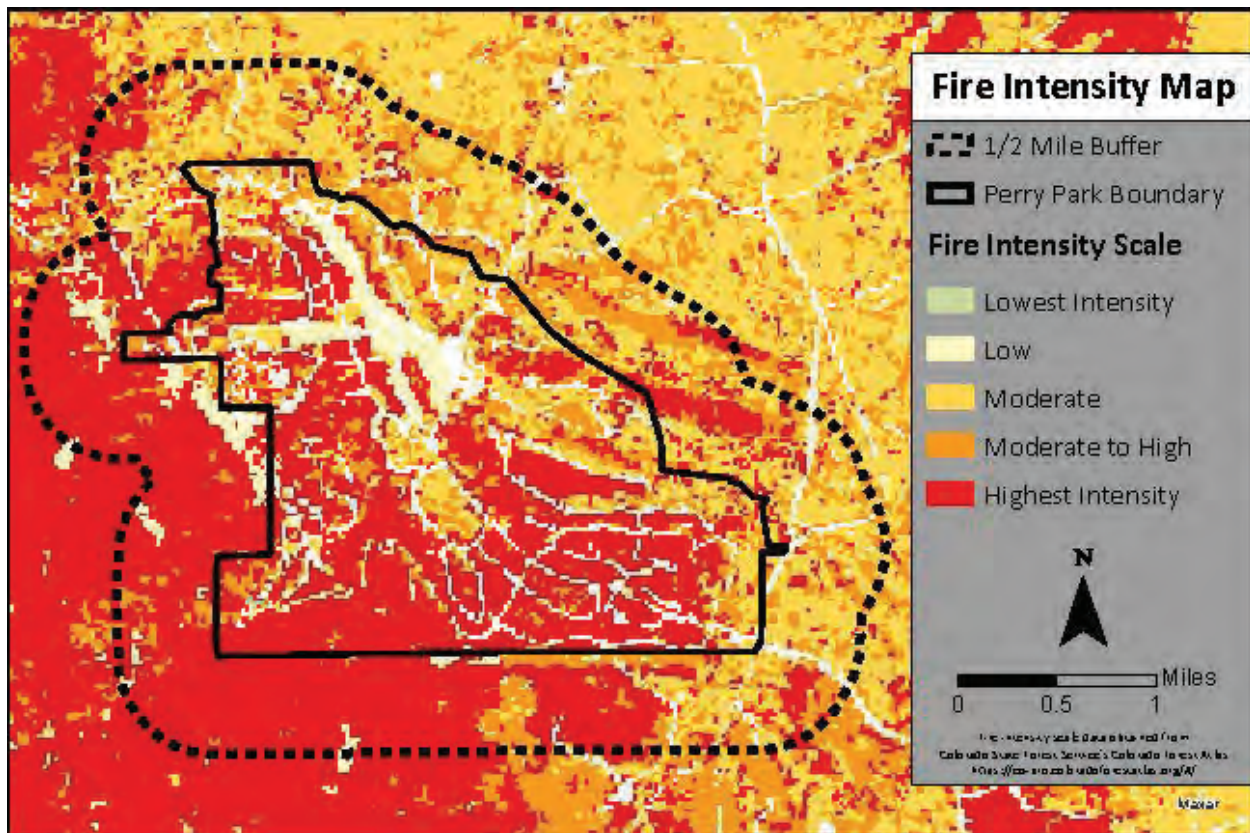 Fire Intensity Map
1/2 Mile Buffer
Perry Park Boundary
Fire Intensity Scale
Lowest Intensity
Low
Moderate
Moderate to High
Highest Intensity
N
Miles
0 0.5 1
Colorado State Forest Service's Colorado Forest Atlas
Maxar